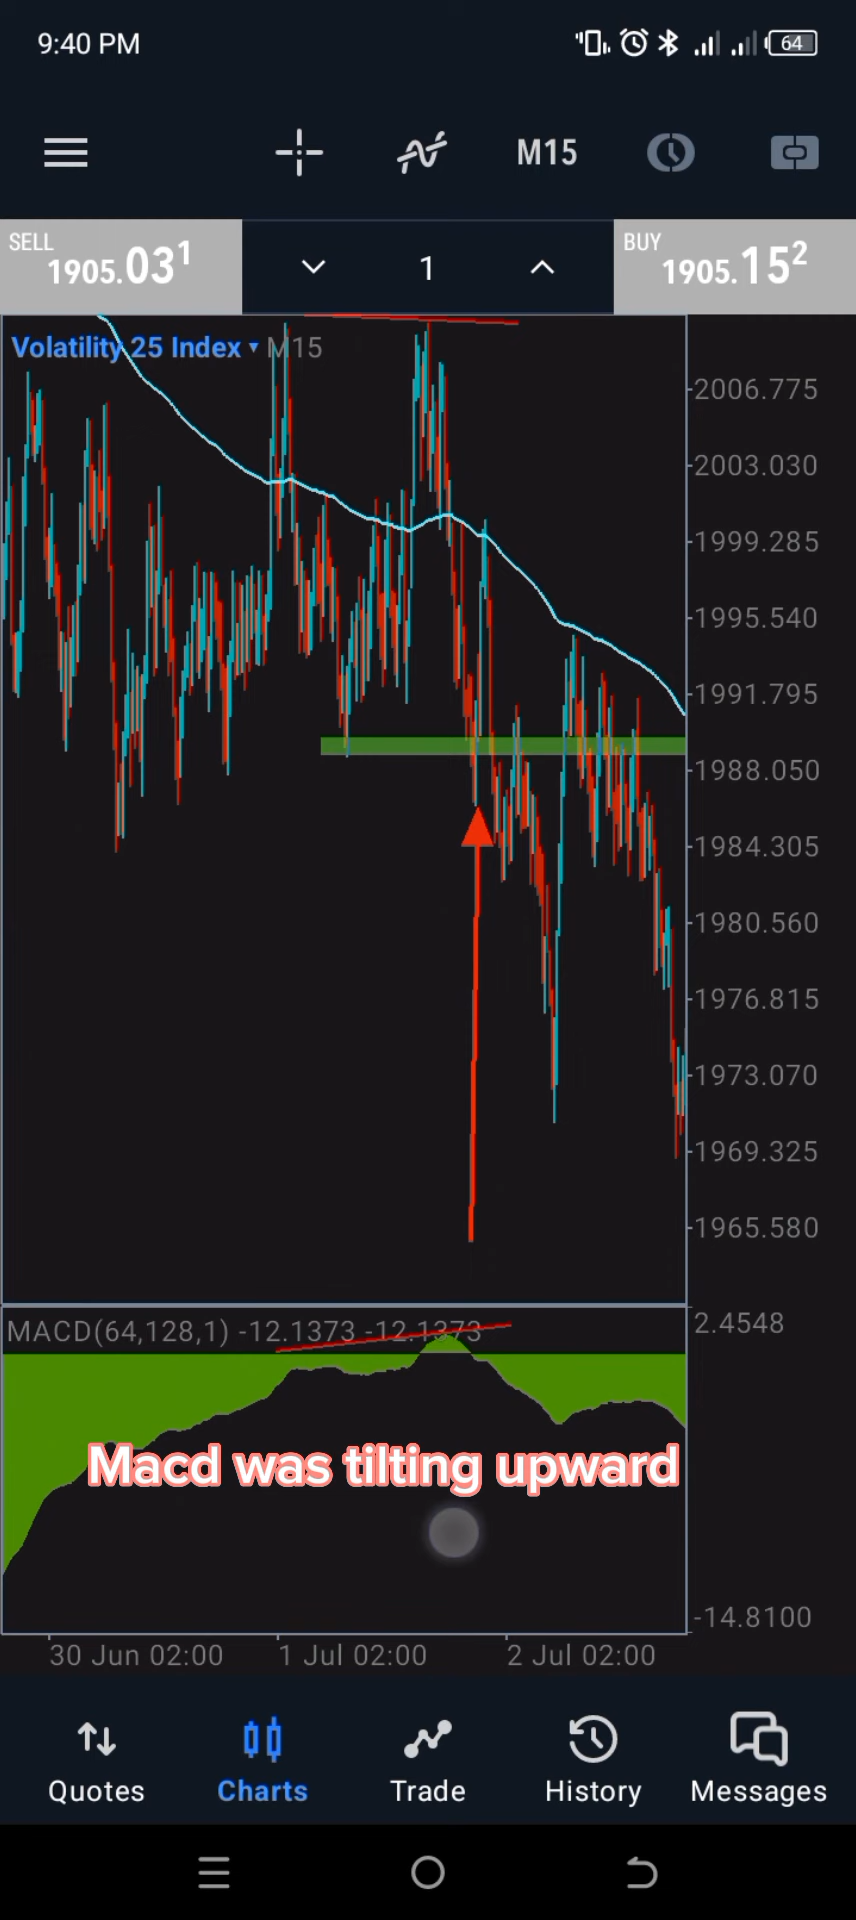 9:40 PM
64
M15
SELL
1905.03¹
1
BUY
1905.15²
Volatility 25 Index ▾ M15
2006.775
2003.030
1999.285
1995.540
1991.795
1988.050
1984.305
1980.560
1976.815
1973.070
1969.325
1965.580
MACD(64,128,1) -12.1373 -12.1373
2.4548
Macd was tilting upward
-14.8100
30 Jun 02:00
1 Jul 02:00
2 Jul 02:00
Quotes
Charts
Trade
History
Messages